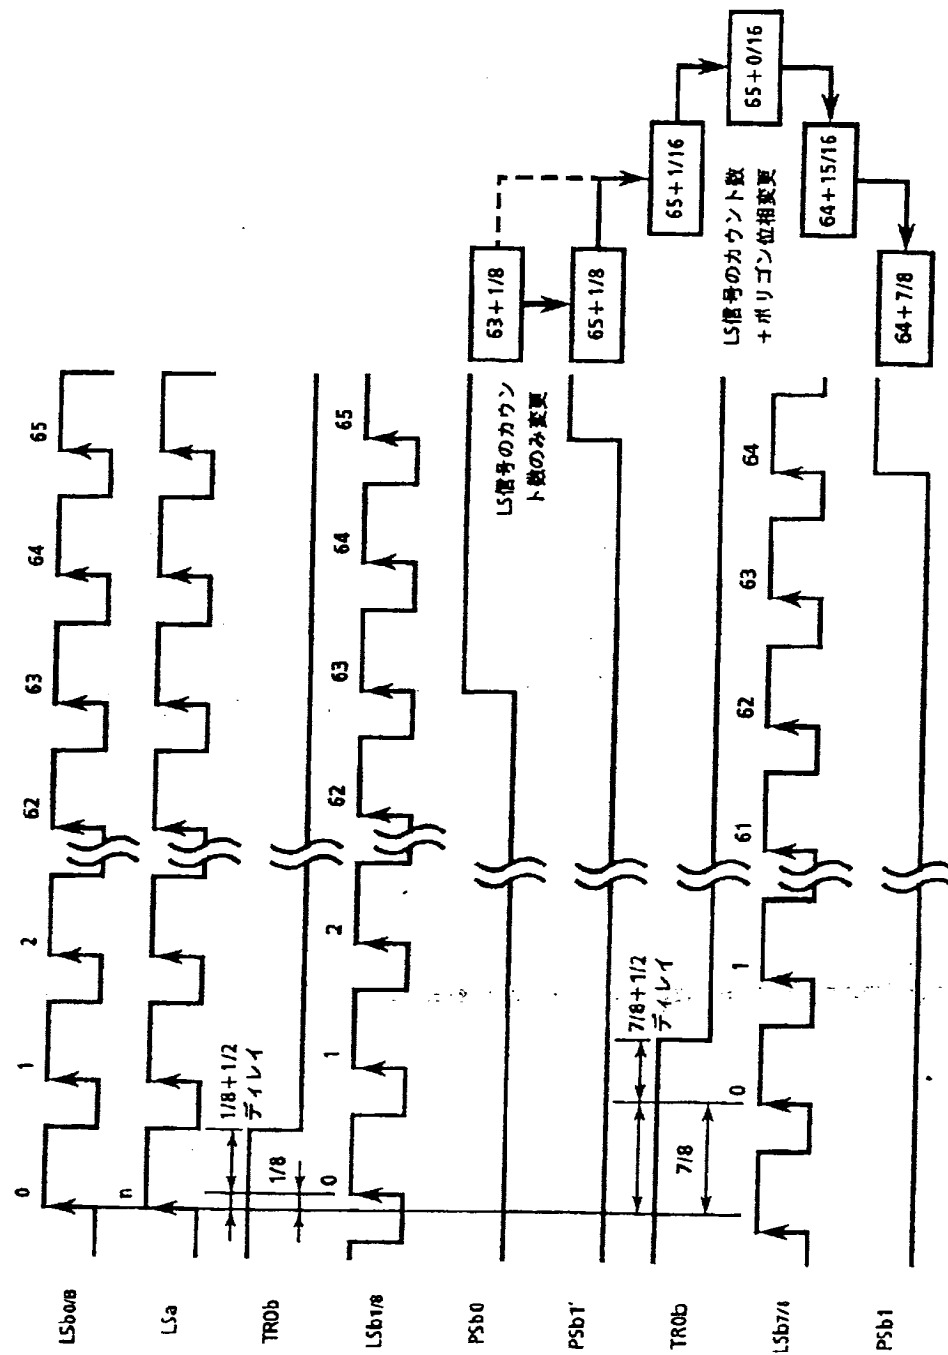 LSb0/8
0
1
2
62
63
64
65
LSa
n
TR0b
1/8+1/2
ディレイ
1/8
LSb1/8
0
1
2
62
63
64
65
PSb0
LS信号のカウン
ト数のみ変更
63+1/8
PSb1'
65+1/8
TR0b
7/8+1/2
ディレイ
7/8
65+1/16
LS信号のカウント数
+ポリゴン位相変更
65+0/16
LSb7/8
0
1
61
62
63
64
64+15/16
PSb1
64+7/8